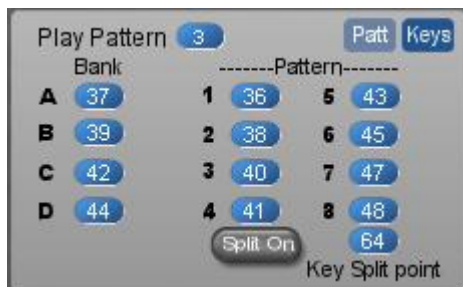 Play Pattern 3 Patt Keys
Bank -------Pattern-------
A 37 1 36 5 43
B 39 2 38 6 45
C 42 3 40 7 47
D 44 4 41 8 48
Split On 64
Key Split point